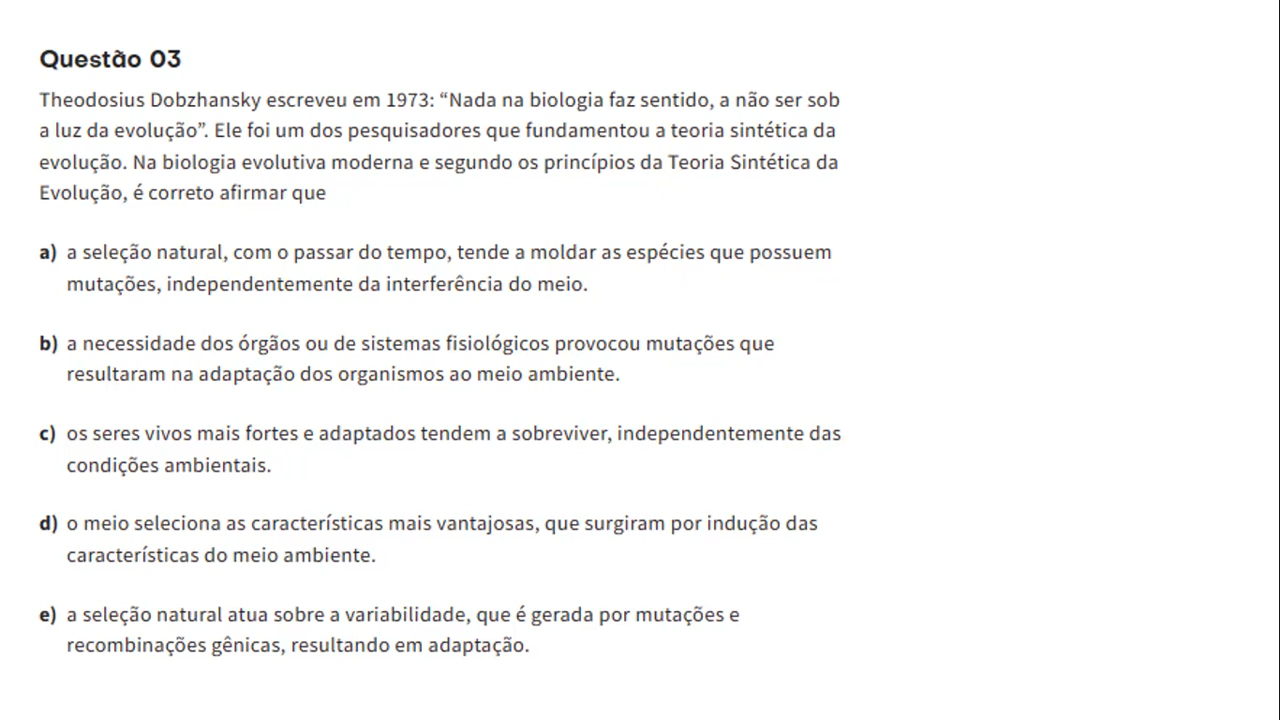 Questão 03
Theodosius Dobzhansky escreveu em 1973: “Nada na biologia faz sentido, a não ser sob
a luz da evolução”. Ele foi um dos pesquisadores que fundamentou a teoria sintética da
evolução. Na biologia evolutiva moderna e segundo os princípios da Teoria Sintética da
Evolução, é correto afirmar que
a) a seleção natural, com o passar do tempo, tende a moldar as espécies que possuem
mutações, independentemente da interferência do meio.
b) a necessidade dos órgãos ou de sistemas fisiológicos provocou mutações que
resultaram na adaptação dos organismos ao meio ambiente.
c) os seres vivos mais fortes e adaptados tendem a sobreviver, independentemente das
condições ambientais.
d) o meio seleciona as características mais vantajosas, que surgiram por indução das
características do meio ambiente.
e) a seleção natural atua sobre a variabilidade, que é gerada por mutações e
recombinações gênicas, resultando em adaptação.